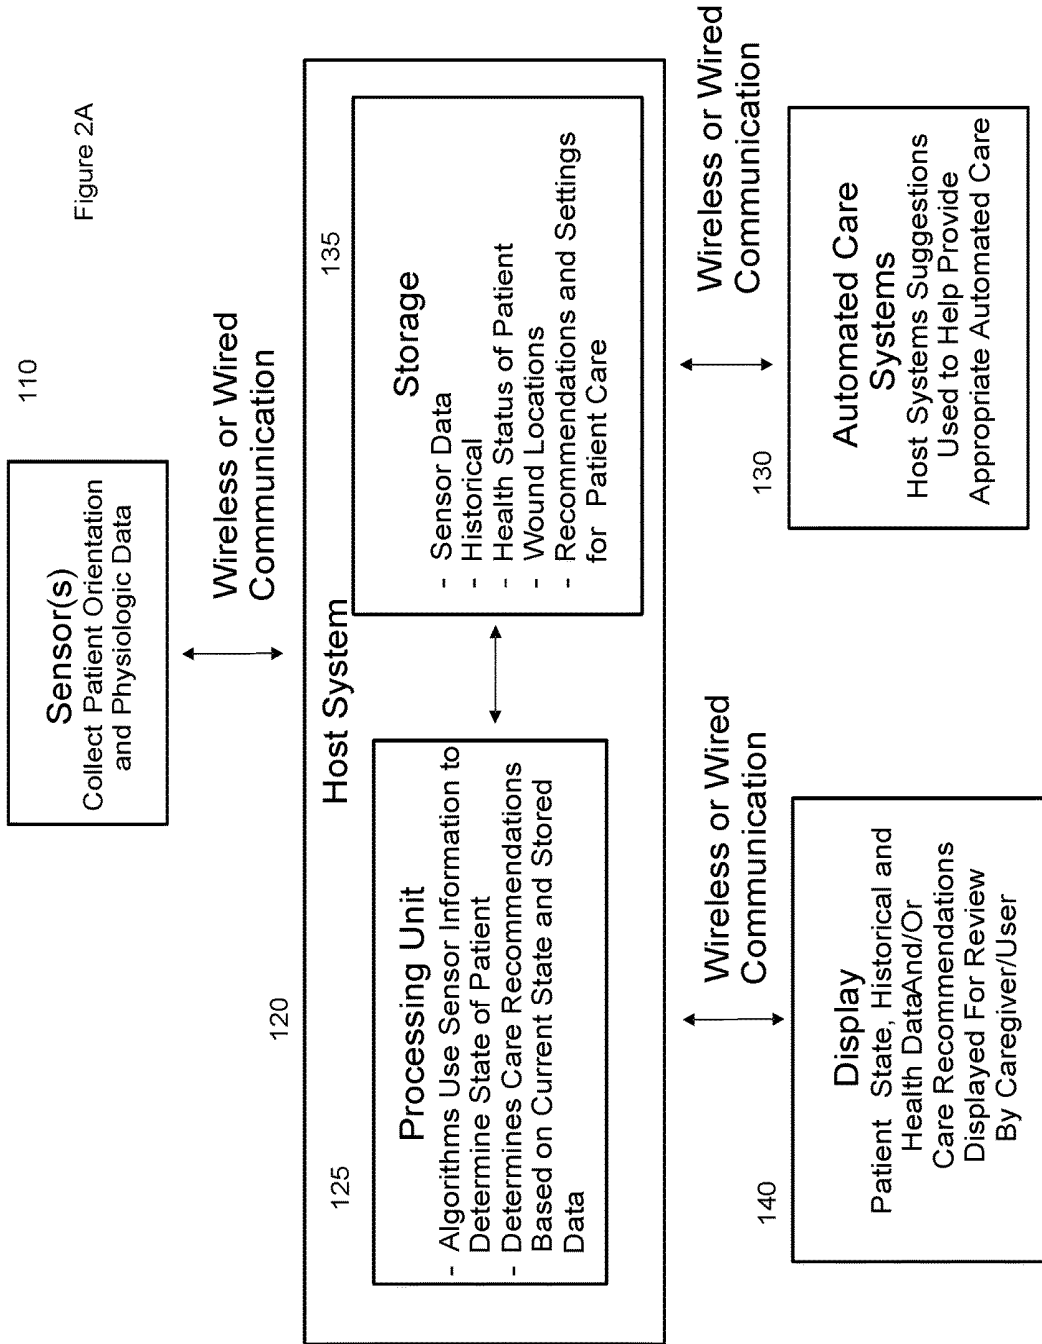 Figure 2A
110
Sensor(s)
Collect Patient Orientation
and Physiologic Data
Wireless or Wired
Communication
120
Host System
125
Processing Unit
- Algorithms Use Sensor Information to
Determine State of Patient
- Determines Care Recommendations
Based on Current State and Stored
Data
135
Storage
- Sensor Data
- Historical
- Health Status of Patient
- Wound Locations
- Recommendations and Settings
for Patient Care
Wireless or Wired
Communication
Wireless or Wired
Communication
140
Display
Patient State, Historical and
Health DataAnd/Or
Care Recommendations
Displayed For Review
By Caregiver/User
130
Automated Care
Systems
Host Systems Suggestions
Used to Help Provide
Appropriate Automated Care